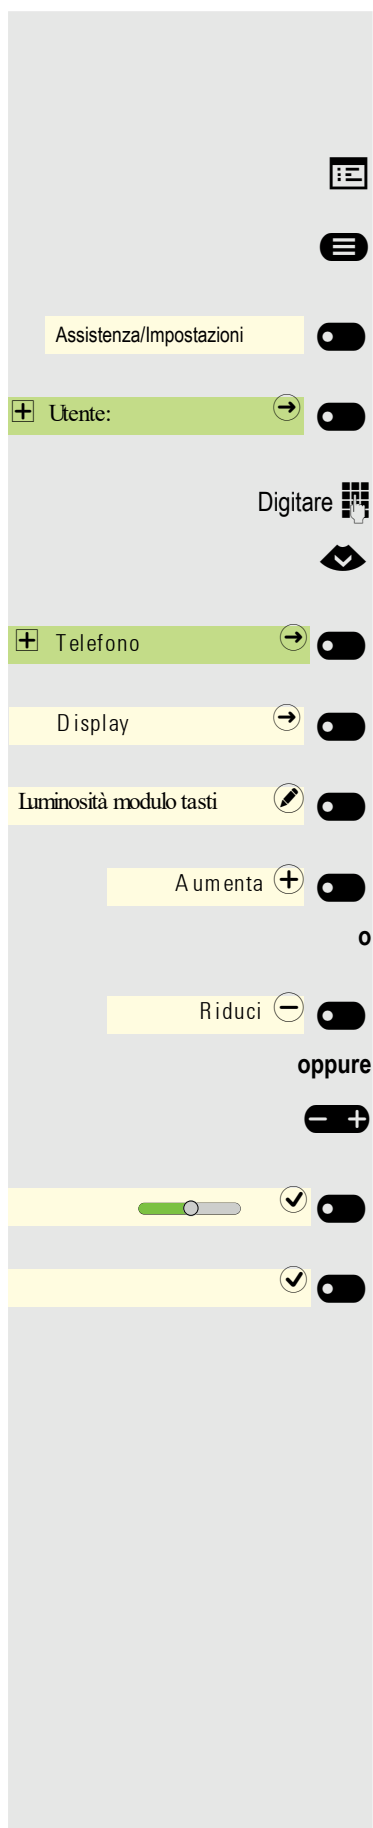 Assistenza/Impostazioni
Utente:
Digitare
Telefono
Display
Luminosità modulo tasti
Aumenta
o
Riduci
oppure